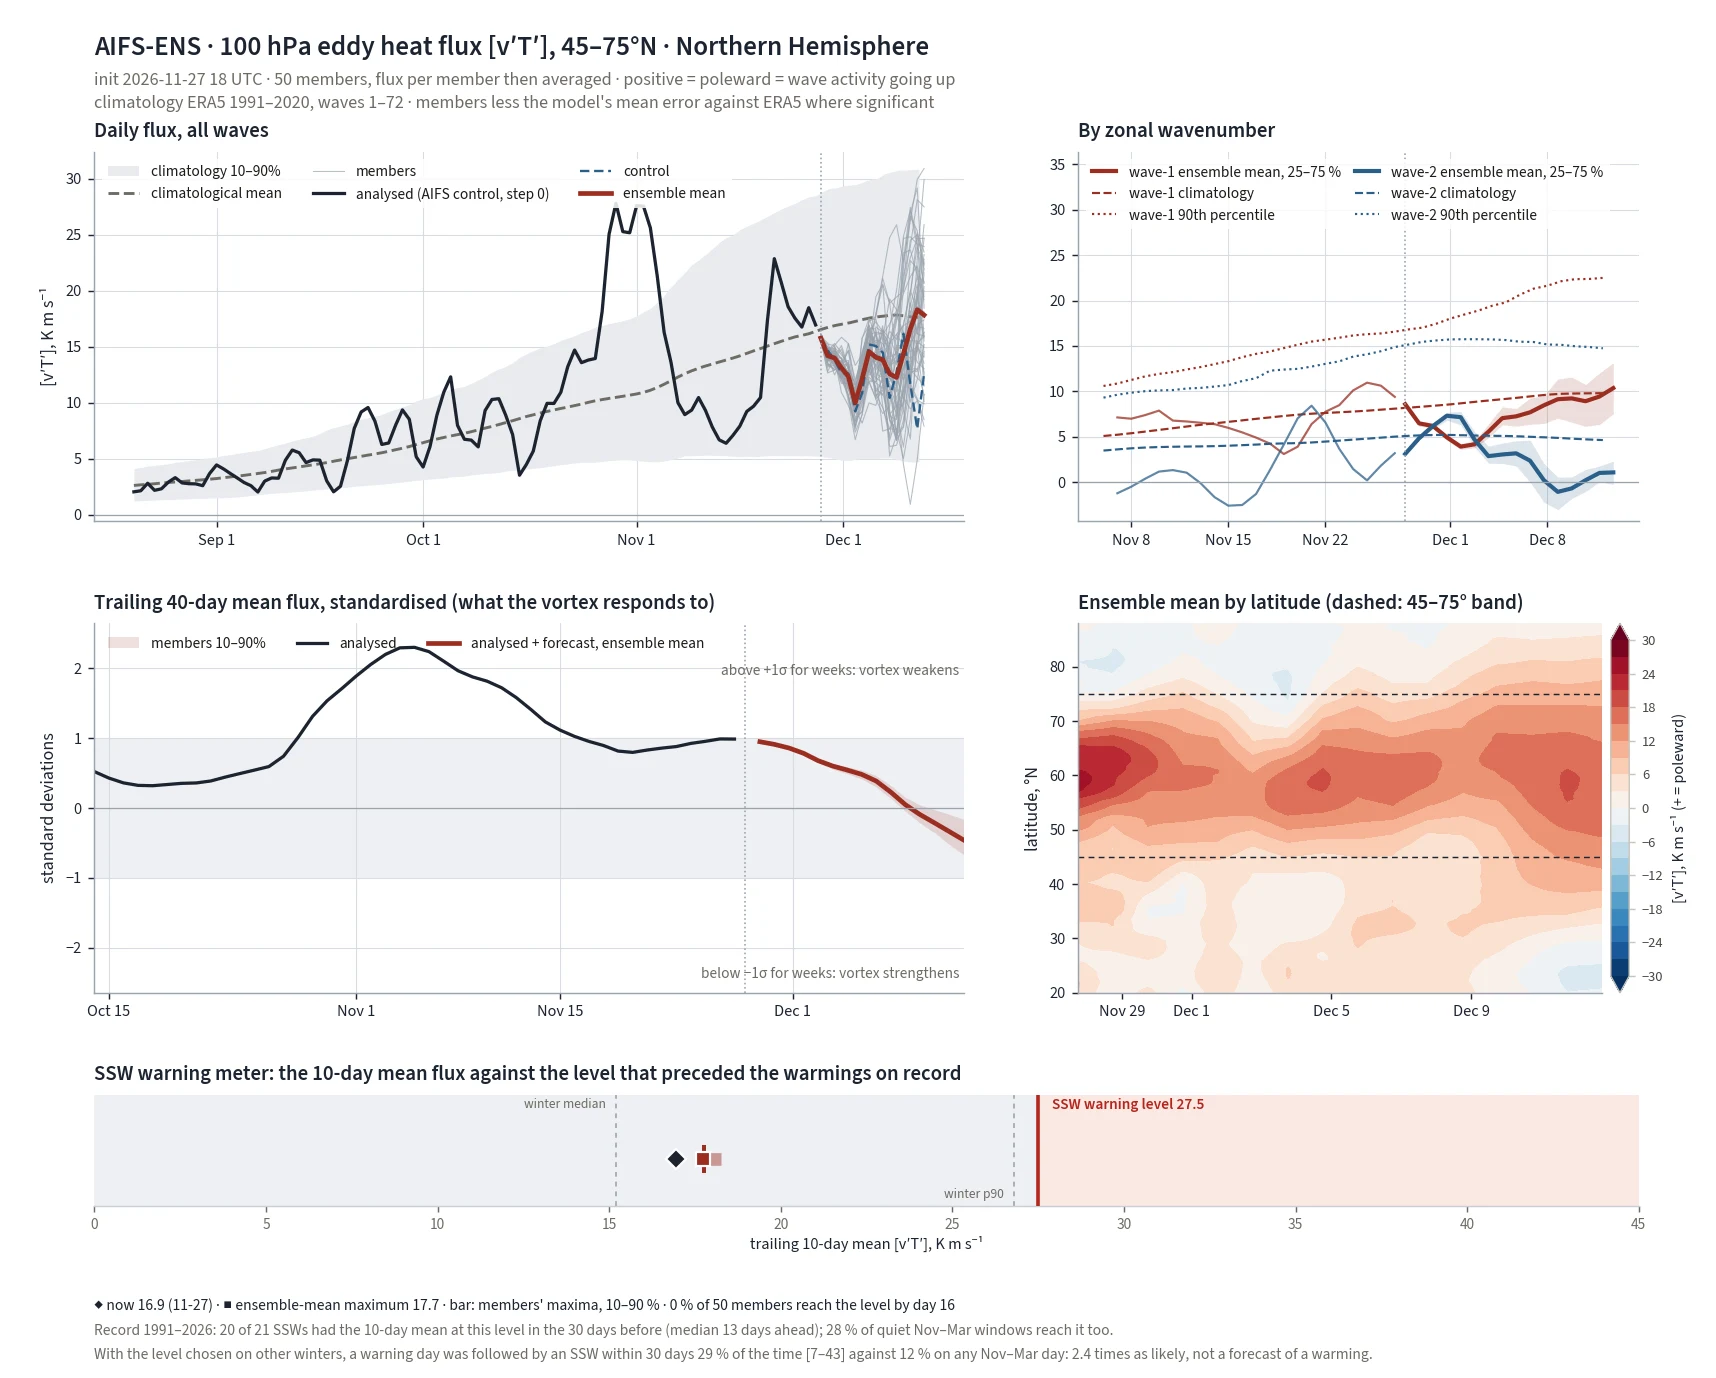 AIFS-ENS · 100 hPa eddy heat flux [v′T′], 45–75°N · Northern Hemisphere
init 2026-11-27 18 UTC · 50 members, flux per member then averaged · positive = poleward = wave activity going up
climatology ERA5 1991–2020, waves 1–72 · members less the model's mean error against ERA5 where significant
Daily flux, all waves
climatology 10–90%
members
control
climatological mean
analysed (AIFS control, step 0)
ensemble mean
[v′T′], K m s⁻¹
30
25
20
15
10
5
0
Sep 1
Oct 1
Nov 1
Dec 1
By zonal wavenumber
wave-1 ensemble mean, 25–75 %
wave-2 ensemble mean, 25–75 %
wave-1 climatology
wave-2 climatology
wave-1 90th percentile
wave-2 90th percentile
35
30
25
20
15
10
5
0
Nov 8
Nov 15
Nov 22
Dec 1
Dec 8
Trailing 40-day mean flux, standardised (what the vortex responds to)
members 10–90%
analysed
analysed + forecast, ensemble mean
above +1σ for weeks: vortex weakens
below −1σ for weeks: vortex strengthens
standard deviations
2
1
0
−1
−2
Oct 15
Nov 1
Nov 15
Dec 1
Ensemble mean by latitude (dashed: 45–75° band)
latitude, °N
80
70
60
50
40
30
20
Nov 29
Dec 1
Dec 5
Dec 9
30
24
18
12
6
0
−6
−12
−18
−24
−30
[v′T′], K m s⁻¹ (+ = poleward)
SSW warning meter: the 10-day mean flux against the level that preceded the warmings on record
winter median
winter p90
SSW warning level 27.5
0
5
10
15
20
25
30
35
40
45
trailing 10-day mean [v′T′], K m s⁻¹
◆ now 16.9 (11-27) · ■ ensemble-mean maximum 17.7 · bar: members' maxima, 10–90 % · 0 % of 50 members reach the level by day 16
Record 1991–2026: 20 of 21 SSWs had the 10-day mean at this level in the 30 days before (median 13 days ahead); 28 % of quiet Nov–Mar windows reach it too.
With the level chosen on other winters, a warning day was followed by an SSW within 30 days 29 % of the time [7–43] against 12 % on any Nov–Mar day: 2.4 times as likely, not a forecast of a warming.